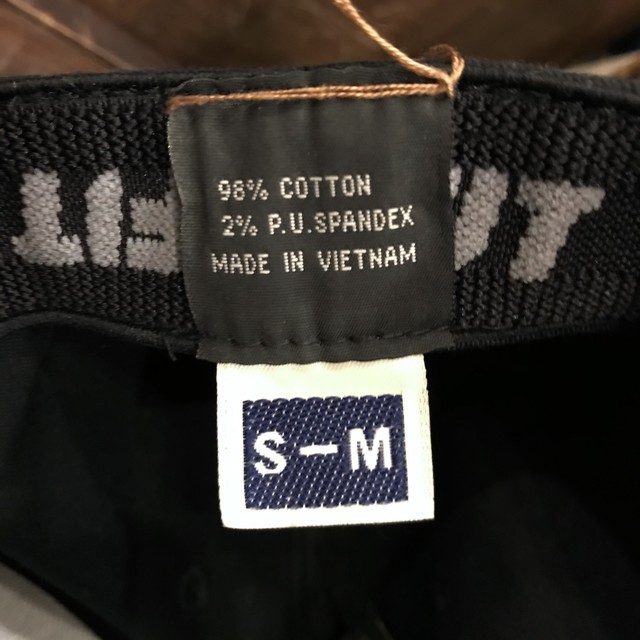 98% COTTON
2% P.U.SPANDEX
MADE IN VIETNAM
S-M